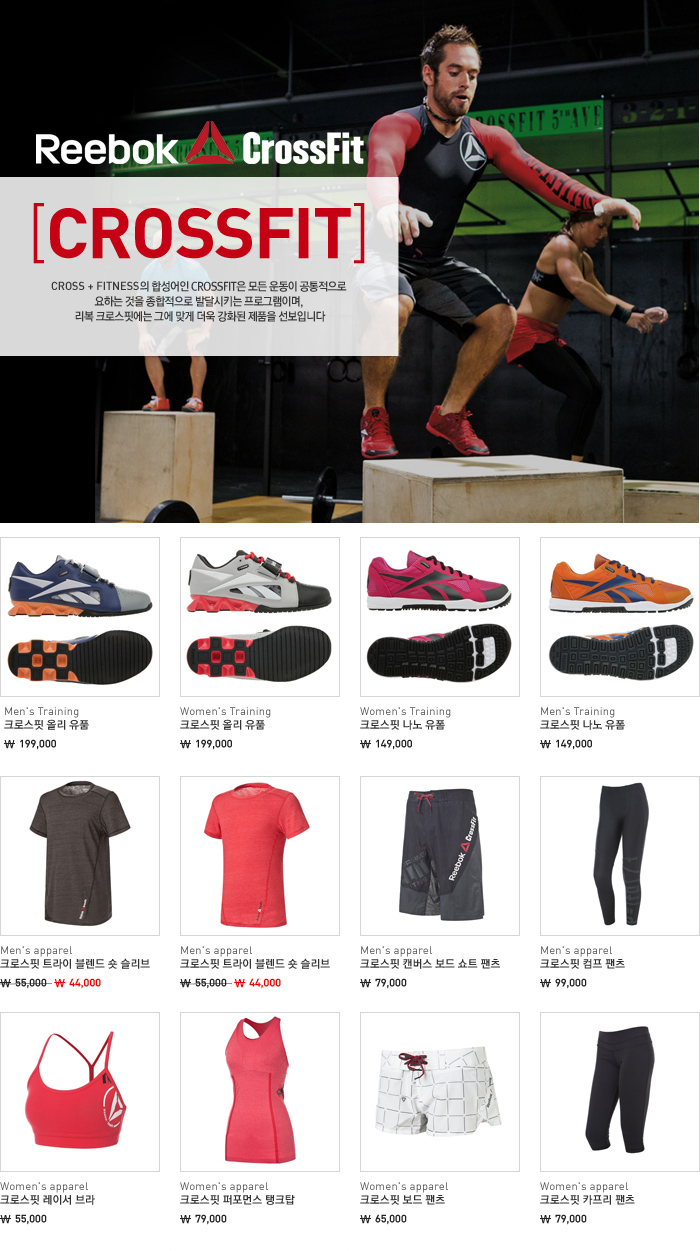 Reebok CrossFit
CROSSFIT 5TH AVE
3-2-1
[CROSSFIT]
CROSS + FITNESS의 합성어인 CROSSFIT은 모든 운동이 공통적으로
요하는 것을 종합적으로 발달시키는 프로그램이며,
리복 크로스핏에는 그에 맞게 더욱 강화된 제품을 선보입니다
Men's Training
크로스핏 올리 유폼
₩ 199,000
Women's Training
크로스핏 올리 유폼
₩ 199,000
Women's Training
크로스핏 나노 유폼
₩ 149,000
Men's Training
크로스핏 나노 유폼
₩ 149,000
Reebok CrossFit
Men's apparel
크로스핏 트라이 블렌드 숏 슬리브
₩ 55,000 ₩ 44,000
Men's apparel
크로스핏 트라이 블렌드 숏 슬리브
₩ 55,000 ₩ 44,000
Men's apparel
크로스핏 캔버스 보드 쇼트 팬츠
₩ 79,000
Men's apparel
크로스핏 컴프 팬츠
₩ 99,000
Women's apparel
크로스핏 레이서 브라
₩ 55,000
Women's apparel
크로스핏 퍼포먼스 탱크탑
₩ 79,000
Women's apparel
크로스핏 보드 팬츠
₩ 65,000
Women's apparel
크로스핏 카프리 팬츠
₩ 79,000